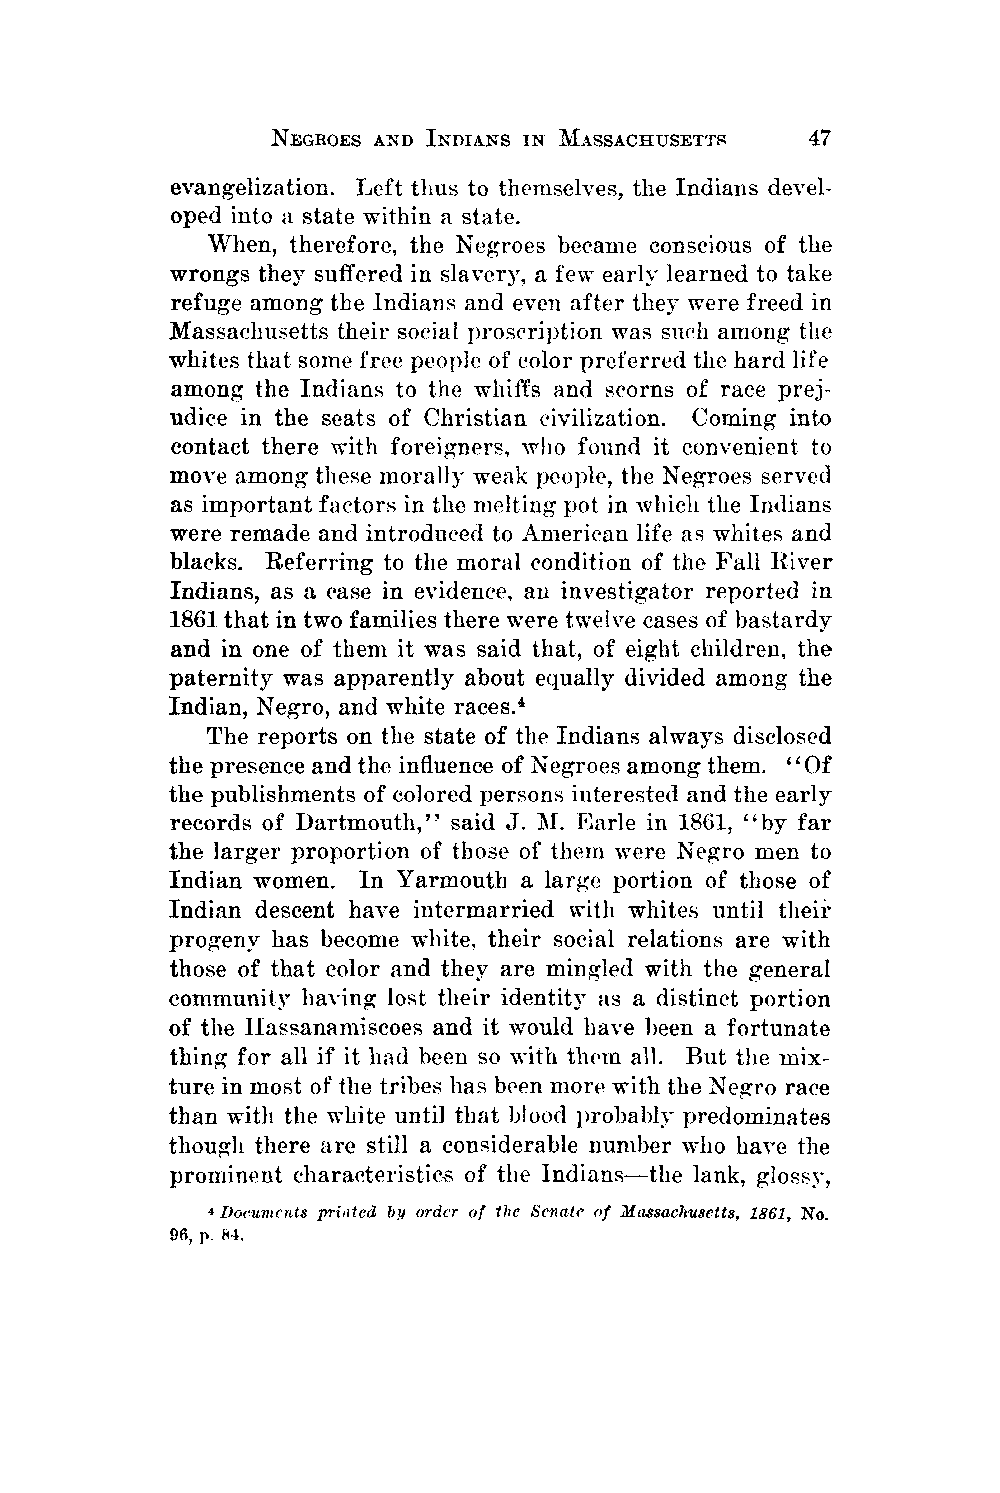 NEGROES AND INDIANS IN MASSACHUSETTS 47
evangelization. Left thus to themselves, the Indians devel-
oped into a state within a state.
When, therefore, the Negroes became conscious of the
wrongs they suffered in slavery, a few early learned to take
refuge among the Indians and even after they were freed in
Massachusetts their social proscription was such among the
whites that some free people of color preferred the hard life
among the Indians to the whiffs and scorns of race prej-
udice in the seats of Christian civilization. Coming into
contact there with foreigners, who found it convenient to
move among these morally weak people, the Negroes served
as important factors in the melting pot in which the Indians
were remade and introduced to American life as whites and
blacks. Referring to the moral condition of the Fall River
Indians, as a case in evidence, an investigator reported in
1861 that in two families there were twelve cases of bastardy
and in one of them it was said that, of eight children, the
paternity was apparently about equally divided among the
Indian, Negro, and white races.⁴
The reports on the state of the Indians always disclosed
the presence and the influence of Negroes among them. "Of
the publishments of colored persons interested and the early
records of Dartmouth," said J. M. Earle in 1861, "by far
the larger proportion of those of them were Negro men to
Indian women. In Yarmouth a large portion of those of
Indian descent have intermarried with whites until their
progeny has become white, their social relations are with
those of that color and they are mingled with the general
community having lost their identity as a distinct portion
of the Hassanamiscoes and it would have been a fortunate
thing for all if it had been so with them all. But the mix-
ture in most of the tribes has been more with the Negro race
than with the white until that blood probably predominates
though there are still a considerable number who have the
prominent characteristics of the Indians—the lank, glossy,
⁴ Documents printed by order of the Senate of Massachusetts, 1861, No.
96, p. 84.